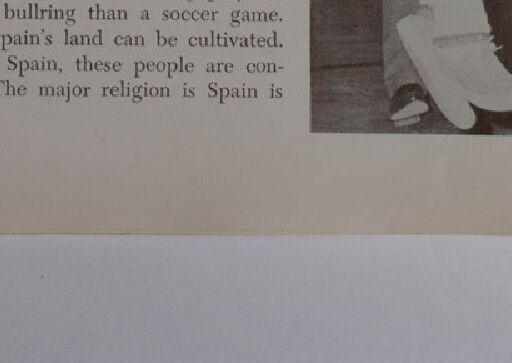 bullring than a soccer game.
pain's land can be cultivated.
Spain, these people are con-
The major religion is Spain is